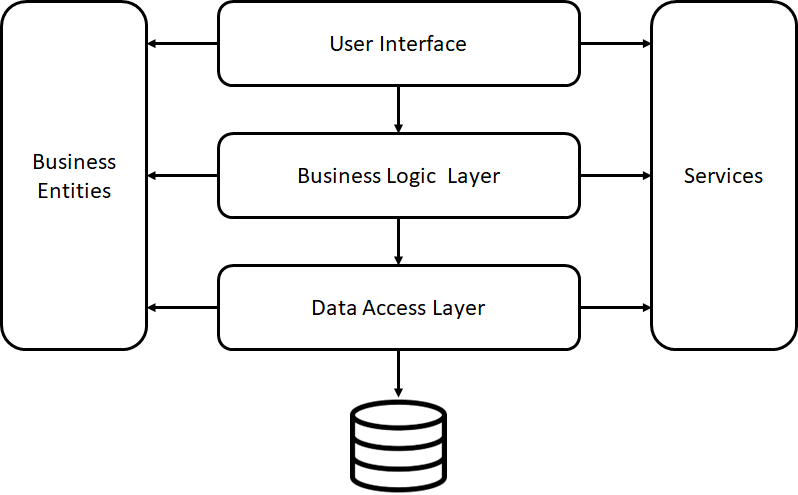 User Interface
Business
Entities
Business Logic  Layer
Services
Data Access Layer